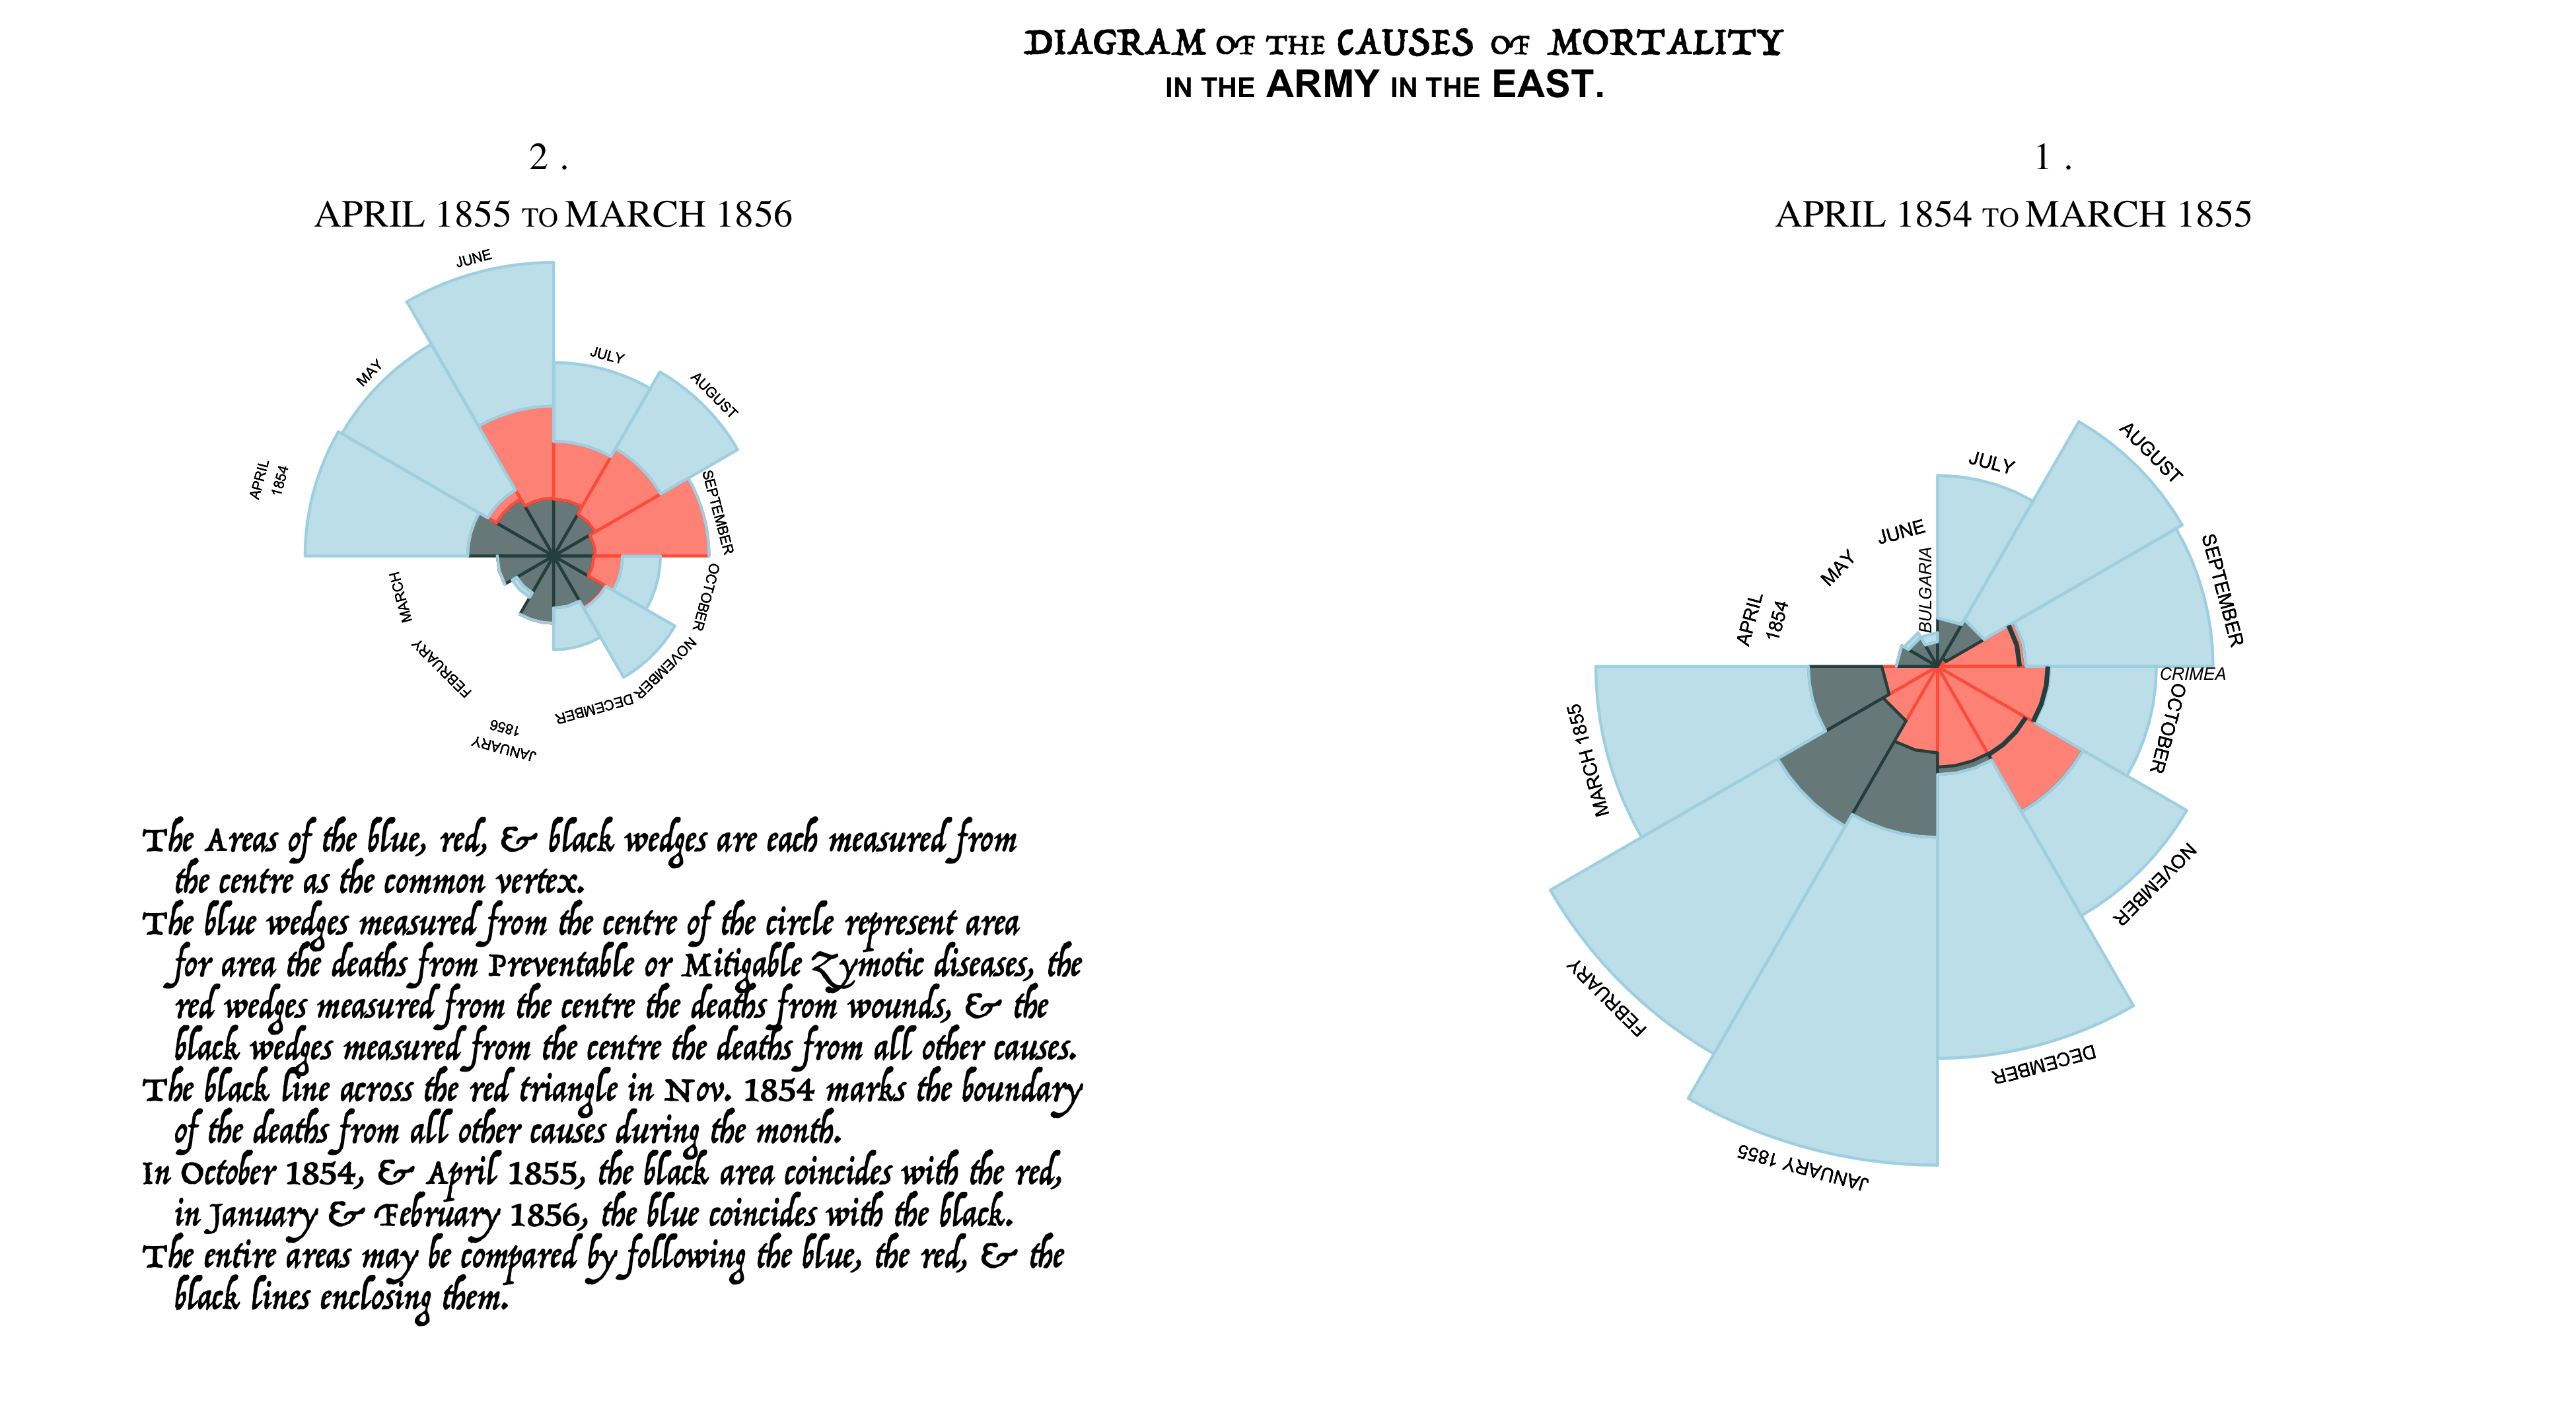 DIAGRAM OF THE CAUSES OF MORTALITY
IN THE ARMY IN THE EAST.
2 .
APRIL 1855 TO MARCH 1856
JUNE
JULY
AUGUST
SEPTEMBER
OCTOBER
NOVEMBER
DECEMBER
JANUARY
1856
FEBRUARY
MARCH
APRIL
1854
MAY
1 .
APRIL 1854 TO MARCH 1855
APRIL
1854
MAY
JUNE
BULGARIA
JULY
AUGUST
SEPTEMBER
CRIMEA
OCTOBER
NOVEMBER
DECEMBER
JANUARY 1855
FEBRUARY
MARCH 1855
The Areas of the blue, red, & black wedges are each measured from
the centre as the common vertex.
The blue wedges measured from the centre of the circle represent area
for area the deaths from Preventable or Mitigable Zymotic diseases, the
red wedges measured from the centre the deaths from wounds, & the
black wedges measured from the centre the deaths from all other causes.
The black line across the red triangle in Nov. 1854 marks the boundary
of the deaths from all other causes during the month.
In October 1854, & April 1855, the black area coincides with the red,
in January & February 1856, the blue coincides with the black.
The entire areas may be compared by following the blue, the red, & the
black lines enclosing them.